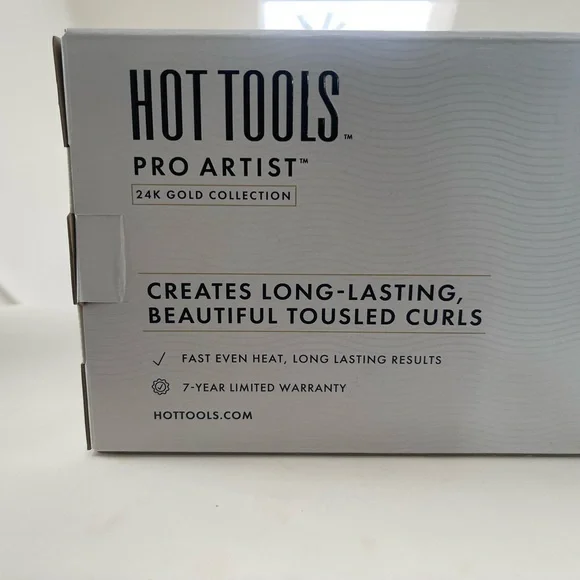 HOT TOOLS™
PRO ARTIST™
24K GOLD COLLECTION
CREATES LONG-LASTING,
BEAUTIFUL TOUSLED CURLS
FAST EVEN HEAT, LONG LASTING RESULTS
7-YEAR LIMITED WARRANTY
HOTTOOLS.COM